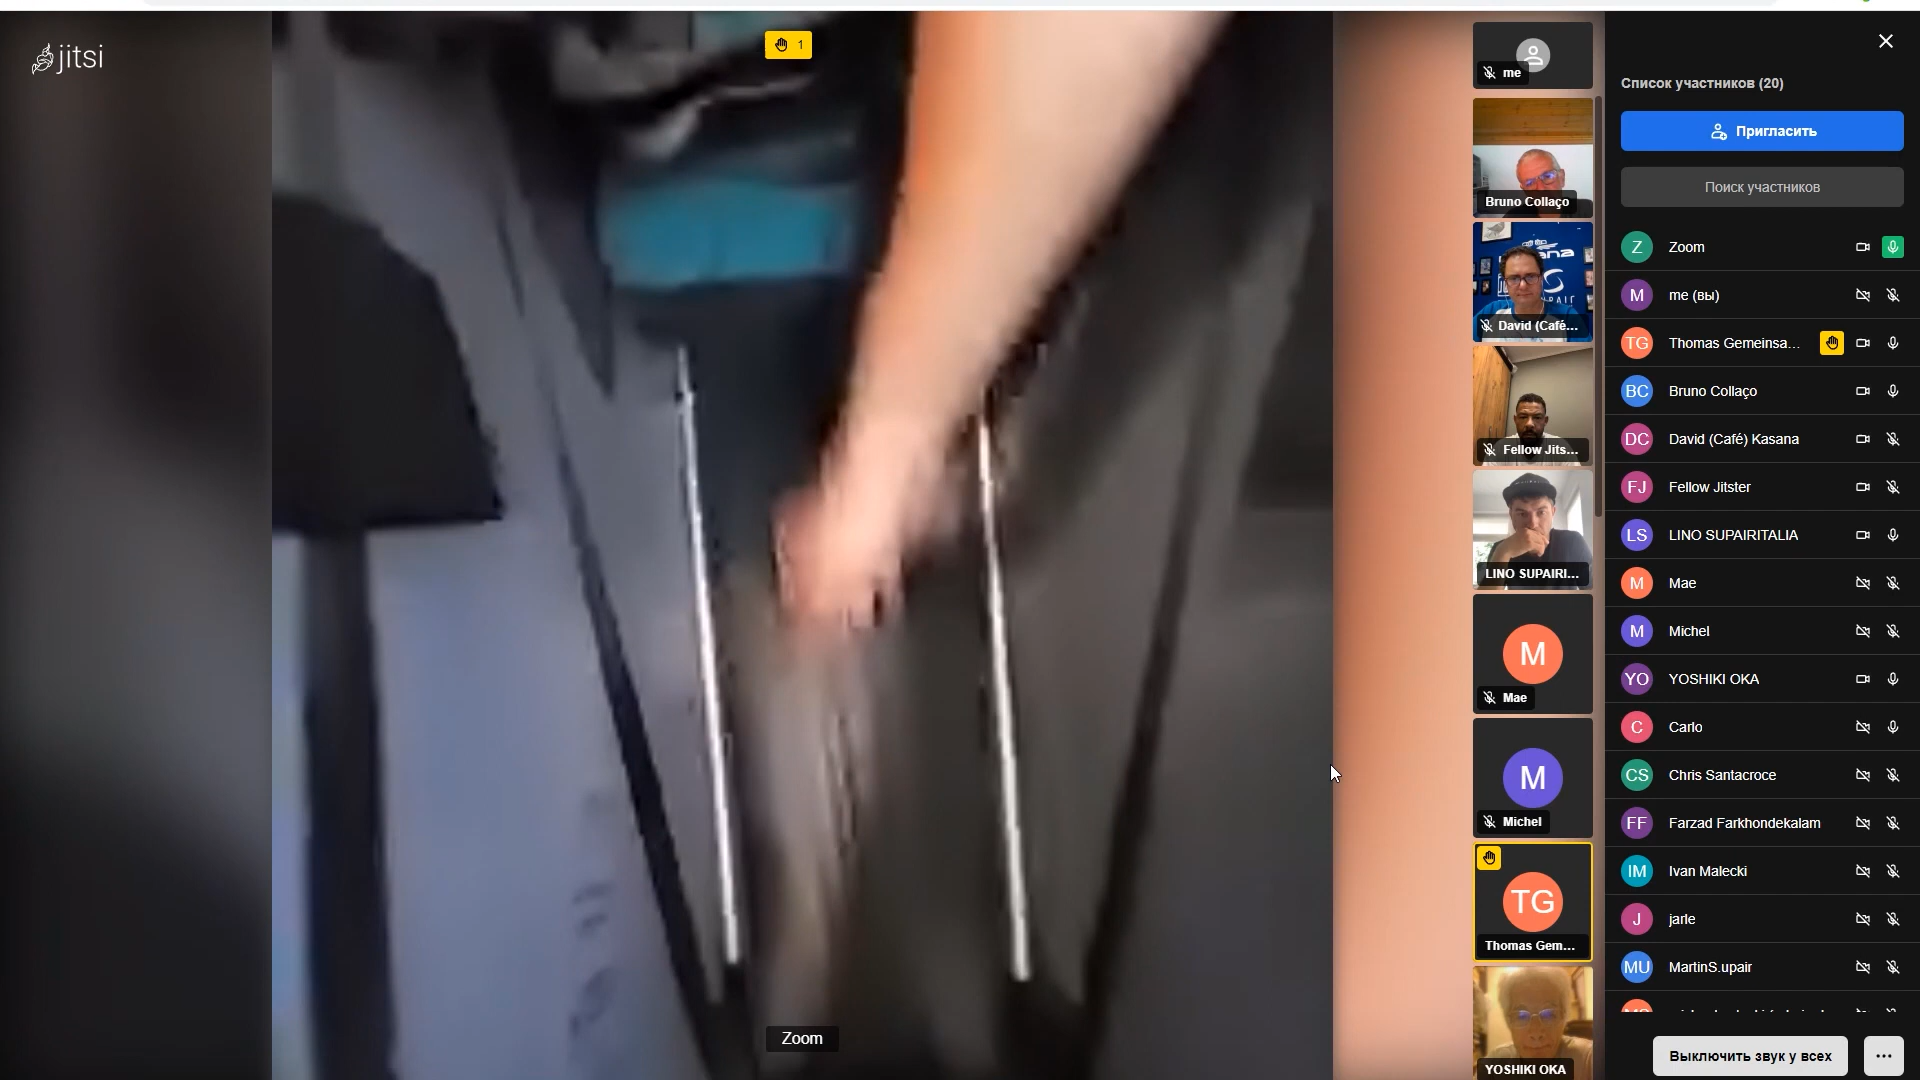 jitsi
1
me
Bruno Collaço
David (Café...
Fellow Jits...
LINO SUPAIRI...
M
Mae
M
Michel
TG
Thomas Gem...
YOSHIKI OKA
Zoom
Список участников (20)
Пригласить
Поиск участников
Z Zoom
M me (вы)
TG Thomas Gemeinsa...
BC Bruno Collaço
DC David (Café) Kasana
FJ Fellow Jitster
LS LINO SUPAIRITALIA
M Mae
M Michel
YO YOSHIKI OKA
C Carlo
CS Chris Santacroce
FF Farzad Farkhondekalam
IM Ivan Malecki
J jarle
MU MartinS.upair
Выключить звук у всех